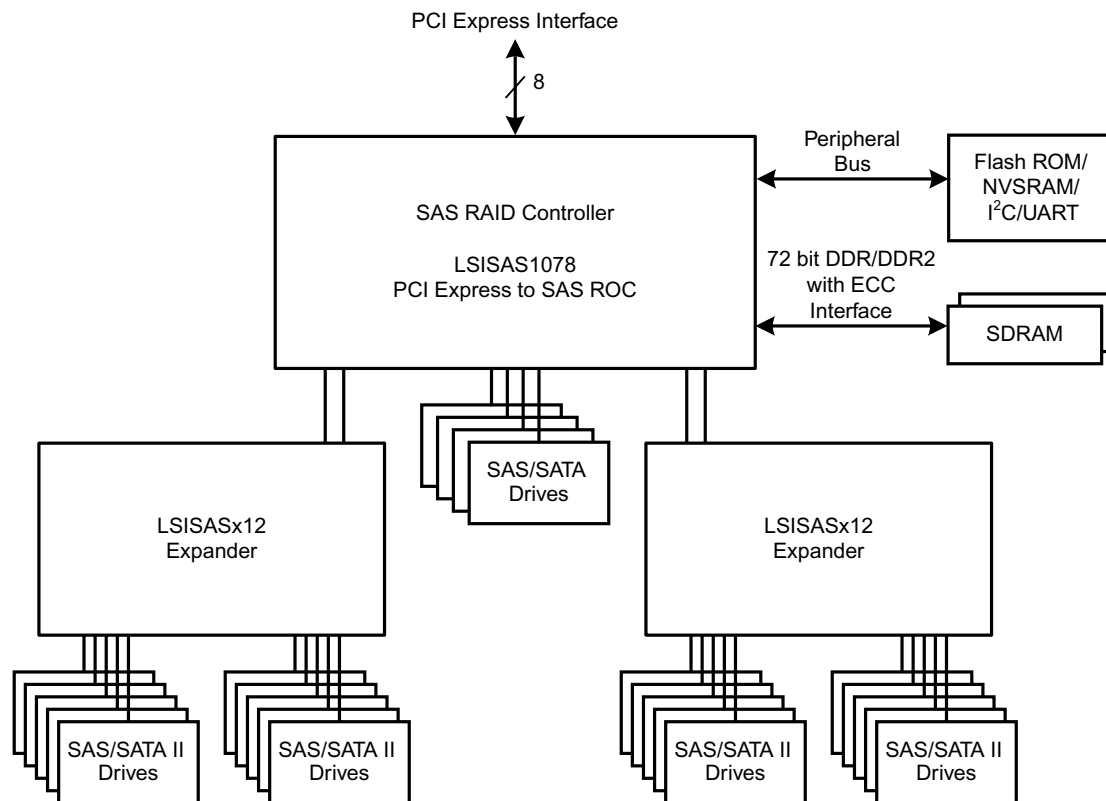 PCI Express Interface
8
SAS RAID Controller
LSISAS1078
PCI Express to SAS ROC
Peripheral
Bus
Flash ROM/
NVSRAM/
I²C/UART
72 bit DDR/DDR2
with ECC
Interface
SDRAM
SAS/SATA
Drives
LSISASx12
Expander
LSISASx12
Expander
SAS/SATA II
Drives
SAS/SATA II
Drives
SAS/SATA II
Drives
SAS/SATA II
Drives